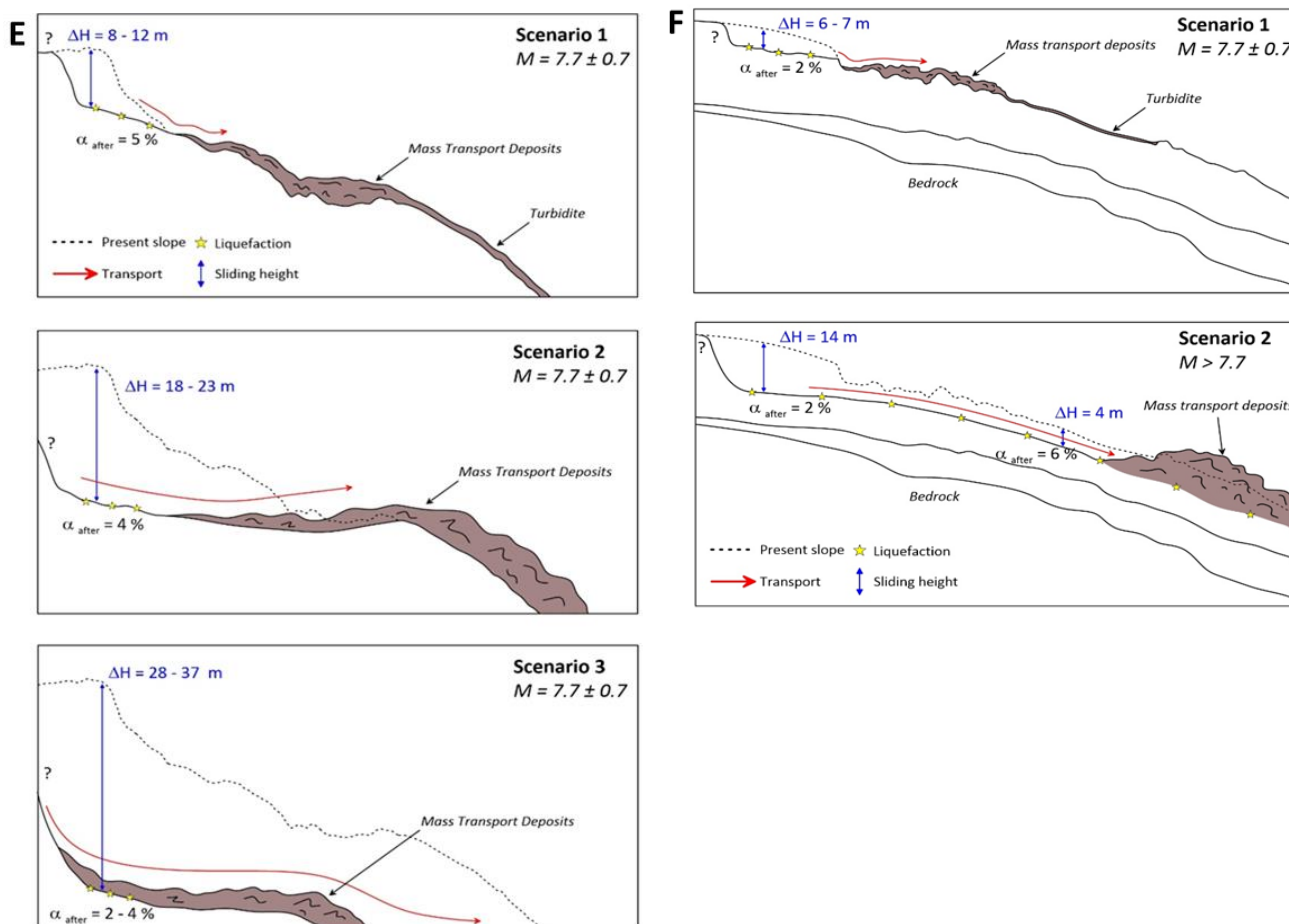 E
?
ΔH = 8 - 12 m
Scenario 1
M = 7.7 ± 0.7
α after = 5 %
Mass Transport Deposits
Turbidite
Present slope
Liquefaction
Transport
Sliding height
Scenario 2
M = 7.7 ± 0.7
ΔH = 18 - 23 m
?
Mass Transport Deposits
α after = 4 %
ΔH = 28 - 37 m
Scenario 3
M = 7.7 ± 0.7
?
Mass Transport Deposits
α after = 2 - 4 %
F
ΔH = 6 - 7 m
Scenario 1
M = 7.7 ± 0.7
?
Mass transport deposits
α after = 2 %
Turbidite
Bedrock
ΔH = 14 m
Scenario 2
M > 7.7
?
α after = 2 %
ΔH = 4 m
Mass transport deposits
α after = 6 %
Bedrock
Present slope
Liquefaction
Transport
Sliding height